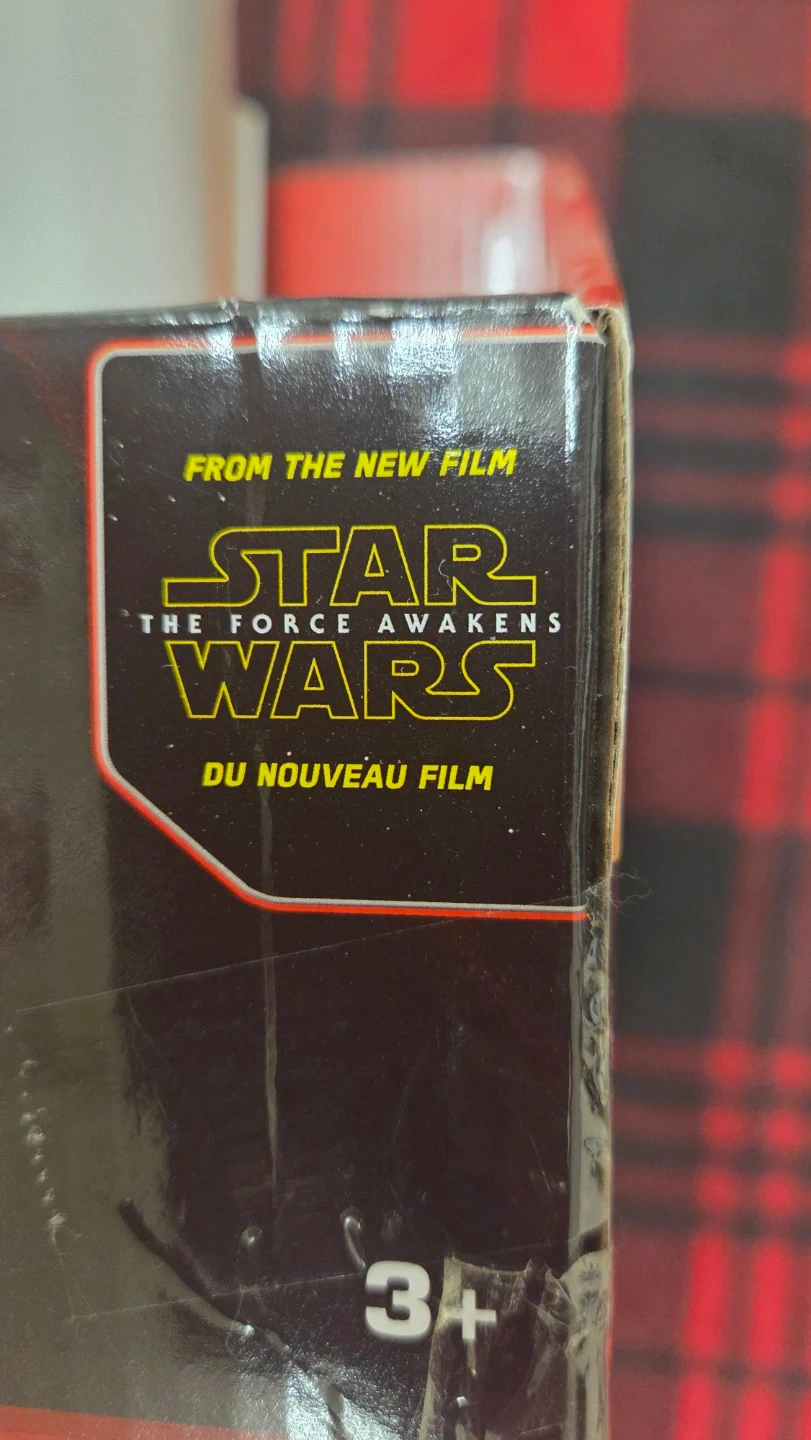 FROM THE NEW FILM
STAR
THE FORCE AWAKENS
WARS
DU NOUVEAU FILM
3+